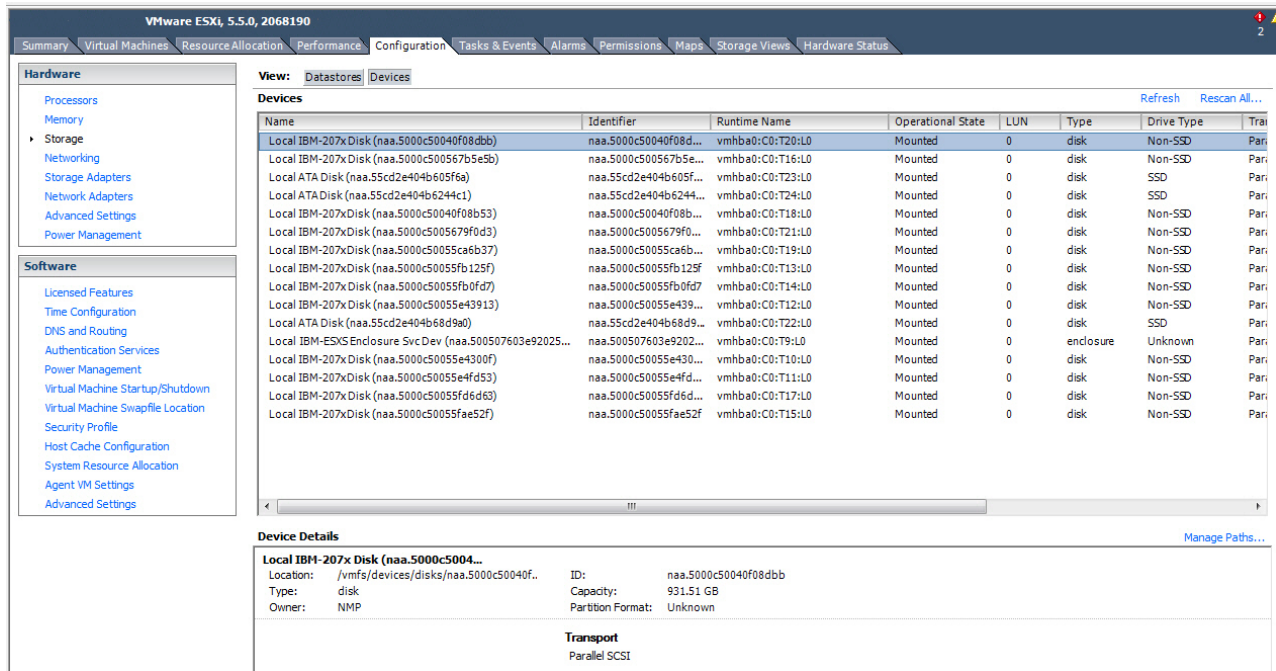 VMware ESXi, 5.5.0, 2068190
2
Summary Virtual Machines Resource Allocation Performance Configuration Tasks & Events Alarms Permissions Maps Storage Views Hardware Status
Hardware
Processors
Memory
Storage
Networking
Storage Adapters
Network Adapters
Advanced Settings
Power Management
Software
Licensed Features
Time Configuration
DNS and Routing
Authentication Services
Power Management
Virtual Machine Startup/Shutdown
Virtual Machine Swapfile Location
Security Profile
Host Cache Configuration
System Resource Allocation
Agent VM Settings
Advanced Settings
View: Datastores Devices
Devices Refresh Rescan All...
Name Identifier Runtime Name Operational State LUN Type Drive Type Tra
Local IBM-207x Disk (naa.5000c50040f08dbb) naa.5000c50040f08d... vmhba0:C0:T20:L0 Mounted 0 disk Non-SSD Para
Local IBM-207x Disk (naa.5000c500567b5e5b) naa.5000c500567b5e... vmhba0:C0:T16:L0 Mounted 0 disk Non-SSD Para
Local ATA Disk (naa.55cd2e404b605f6a) naa.55cd2e404b605f... vmhba0:C0:T23:L0 Mounted 0 disk SSD Para
Local ATA Disk (naa.55cd2e404b6244c1) naa.55cd2e404b6244... vmhba0:C0:T24:L0 Mounted 0 disk SSD Para
Local IBM-207x Disk (naa.5000c50040f08b53) naa.5000c50040f08b... vmhba0:C0:T18:L0 Mounted 0 disk Non-SSD Para
Local IBM-207x Disk (naa.5000c5005679f0d3) naa.5000c5005679f0... vmhba0:C0:T21:L0 Mounted 0 disk Non-SSD Para
Local IBM-207x Disk (naa.5000c50055ca6b37) naa.5000c50055ca6b... vmhba0:C0:T19:L0 Mounted 0 disk Non-SSD Para
Local IBM-207x Disk (naa.5000c50055fb125f) naa.5000c50055fb125f vmhba0:C0:T13:L0 Mounted 0 disk Non-SSD Para
Local IBM-207x Disk (naa.5000c50055fb0fd7) naa.5000c50055fb0fd7 vmhba0:C0:T14:L0 Mounted 0 disk Non-SSD Para
Local IBM-207x Disk (naa.5000c50055e43913) naa.5000c50055e439... vmhba0:C0:T12:L0 Mounted 0 disk Non-SSD Para
Local ATA Disk (naa.55cd2e404b68d9a0) naa.55cd2e404b68d9... vmhba0:C0:T22:L0 Mounted 0 disk SSD Para
Local IBM-ESXS Enclosure Svc Dev (naa.500507603e92025... naa.500507603e9202... vmhba0:C0:T9:L0 Mounted 0 enclosure Unknown Para
Local IBM-207x Disk (naa.5000c50055e4300f) naa.5000c50055e430... vmhba0:C0:T10:L0 Mounted 0 disk Non-SSD Para
Local IBM-207x Disk (naa.5000c50055e4fd53) naa.5000c50055e4fd... vmhba0:C0:T11:L0 Mounted 0 disk Non-SSD Para
Local IBM-207x Disk (naa.5000c50055fd6d63) naa.5000c50055fd6d... vmhba0:C0:T17:L0 Mounted 0 disk Non-SSD Para
Local IBM-207x Disk (naa.5000c50055fae52f) naa.5000c50055fae52f vmhba0:C0:T15:L0 Mounted 0 disk Non-SSD Para
Device Details Manage Paths...
Local IBM-207x Disk (naa.5000c5004...
Location: /vmfs/devices/disks/naa.5000c50040f.. ID: naa.5000c50040f08dbb
Type: disk Capacity: 931.51 GB
Owner: NMP Partition Format: Unknown
Transport
Parallel SCSI